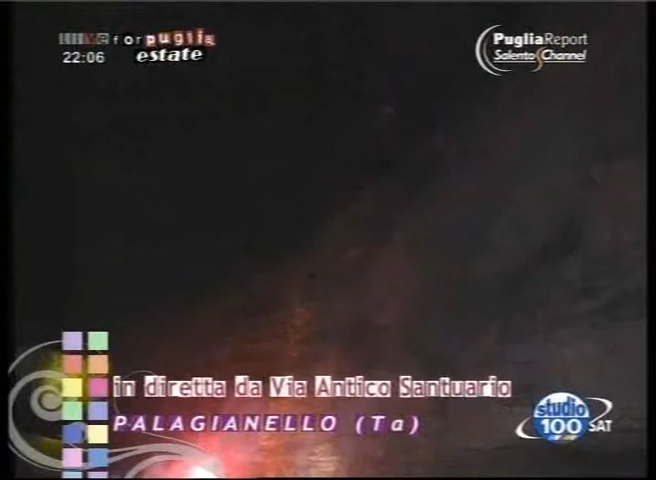 live for puglia
estate
22:06
PugliaReport
Salento Channel
in diretta da Via Antico Santuario
PALAGIANELLO (Ta)
studio
100 SAT